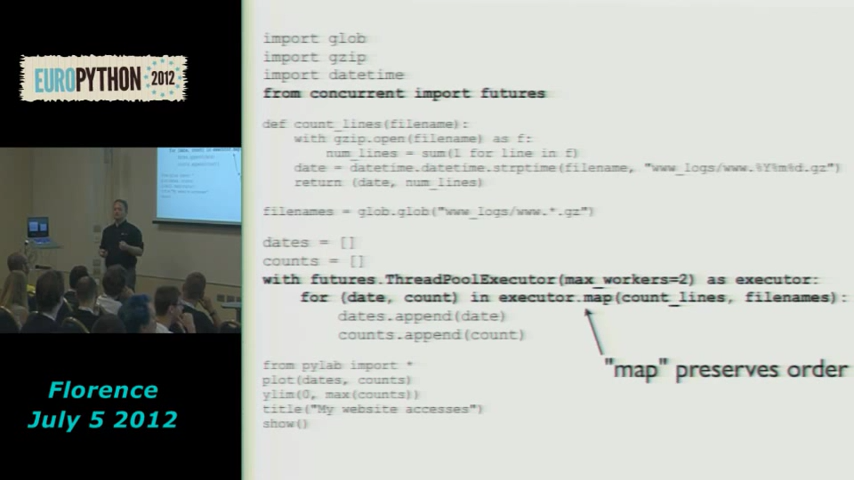 EUROPYTHON 2012
Florence
July 5 2012
import glob
import gzip
import datetime
from concurrent import futures
def count_lines(filename):
with gzip.open(filename) as f:
num_lines = sum(1 for line in f)
date = datetime.datetime.strptime(filename, "www_logs/www.%Y%m%d.gz")
return (date, num_lines)
filenames = glob.glob("www_logs/www.*.gz")
dates = []
counts = []
with futures.ThreadPoolExecutor(max_workers=2) as executor:
for (date, count) in executor.map(count_lines, filenames):
dates.append(date)
counts.append(count)
"map" preserves order
from pylab import *
plot(dates, counts)
ylim(0, max(counts))
title("My website accesses")
show()